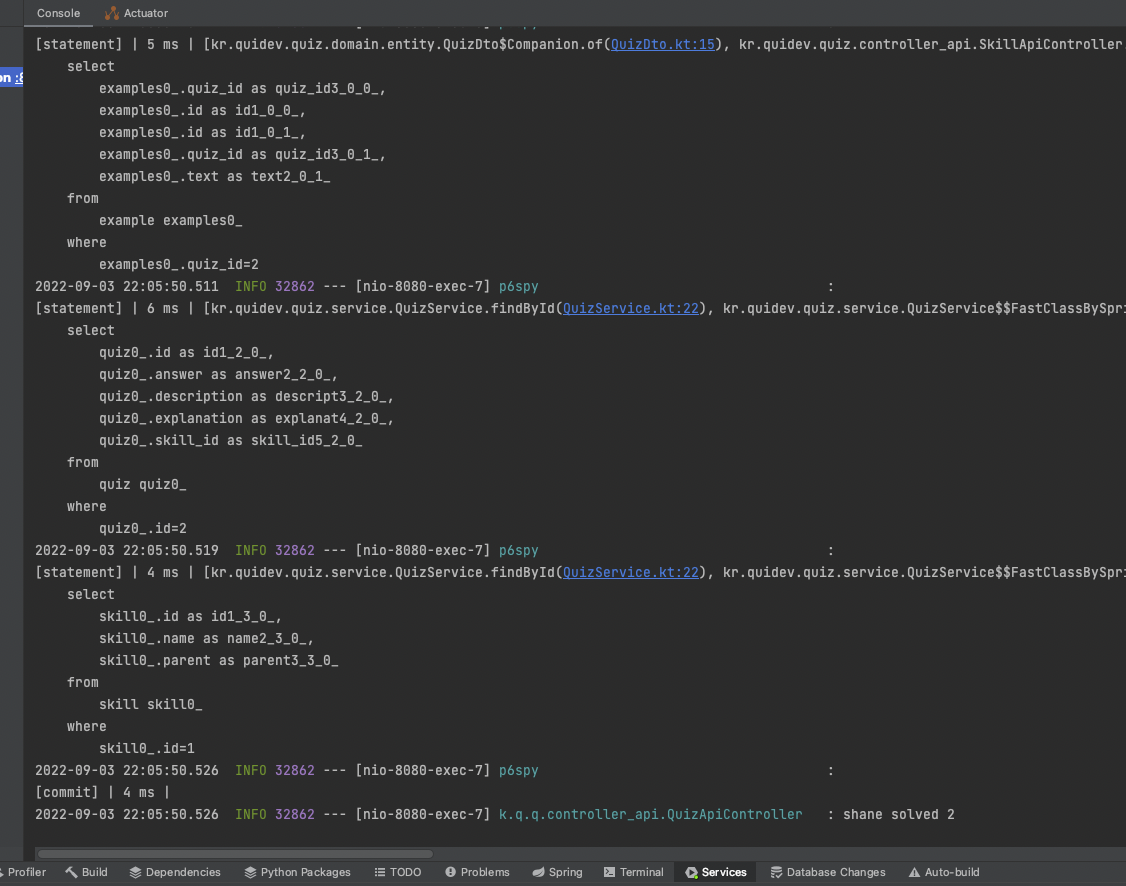 Console Actuator
[statement] | 5 ms | [kr.quidev.quiz.domain.entity.QuizDto$Companion.of(QuizDto.kt:15), kr.quidev.quiz.controller_api.SkillApiController
    select
on :8
        examples0_.quiz_id as quiz_id3_0_0_,
        examples0_.id as id1_0_0_,
        examples0_.id as id1_0_1_,
        examples0_.quiz_id as quiz_id3_0_1_,
        examples0_.text as text2_0_1_
    from
        example examples0_
    where
        examples0_.quiz_id=2
2022-09-03 22:05:50.511  INFO 32862 --- [nio-8080-exec-7] p6spy                                    :
[statement] | 6 ms | [kr.quidev.quiz.service.QuizService.findById(QuizService.kt:22), kr.quidev.quiz.service.QuizService$$FastClassBySpri
    select
        quiz0_.id as id1_2_0_,
        quiz0_.answer as answer2_2_0_,
        quiz0_.description as descript3_2_0_,
        quiz0_.explanation as explanat4_2_0_,
        quiz0_.skill_id as skill_id5_2_0_
    from
        quiz quiz0_
    where
        quiz0_.id=2
2022-09-03 22:05:50.519  INFO 32862 --- [nio-8080-exec-7] p6spy                                    :
[statement] | 4 ms | [kr.quidev.quiz.service.QuizService.findById(QuizService.kt:22), kr.quidev.quiz.service.QuizService$$FastClassBySpri
    select
        skill0_.id as id1_3_0_,
        skill0_.name as name2_3_0_,
        skill0_.parent as parent3_3_0_
    from
        skill skill0_
    where
        skill0_.id=1
2022-09-03 22:05:50.526  INFO 32862 --- [nio-8080-exec-7] p6spy                                    :
[commit] | 4 ms |
2022-09-03 22:05:50.526  INFO 32862 --- [nio-8080-exec-7] k.q.q.controller_api.QuizApiController   : shane solved 2
Profiler Build Dependencies Python Packages TODO Problems Spring Terminal Services Database Changes Auto-build